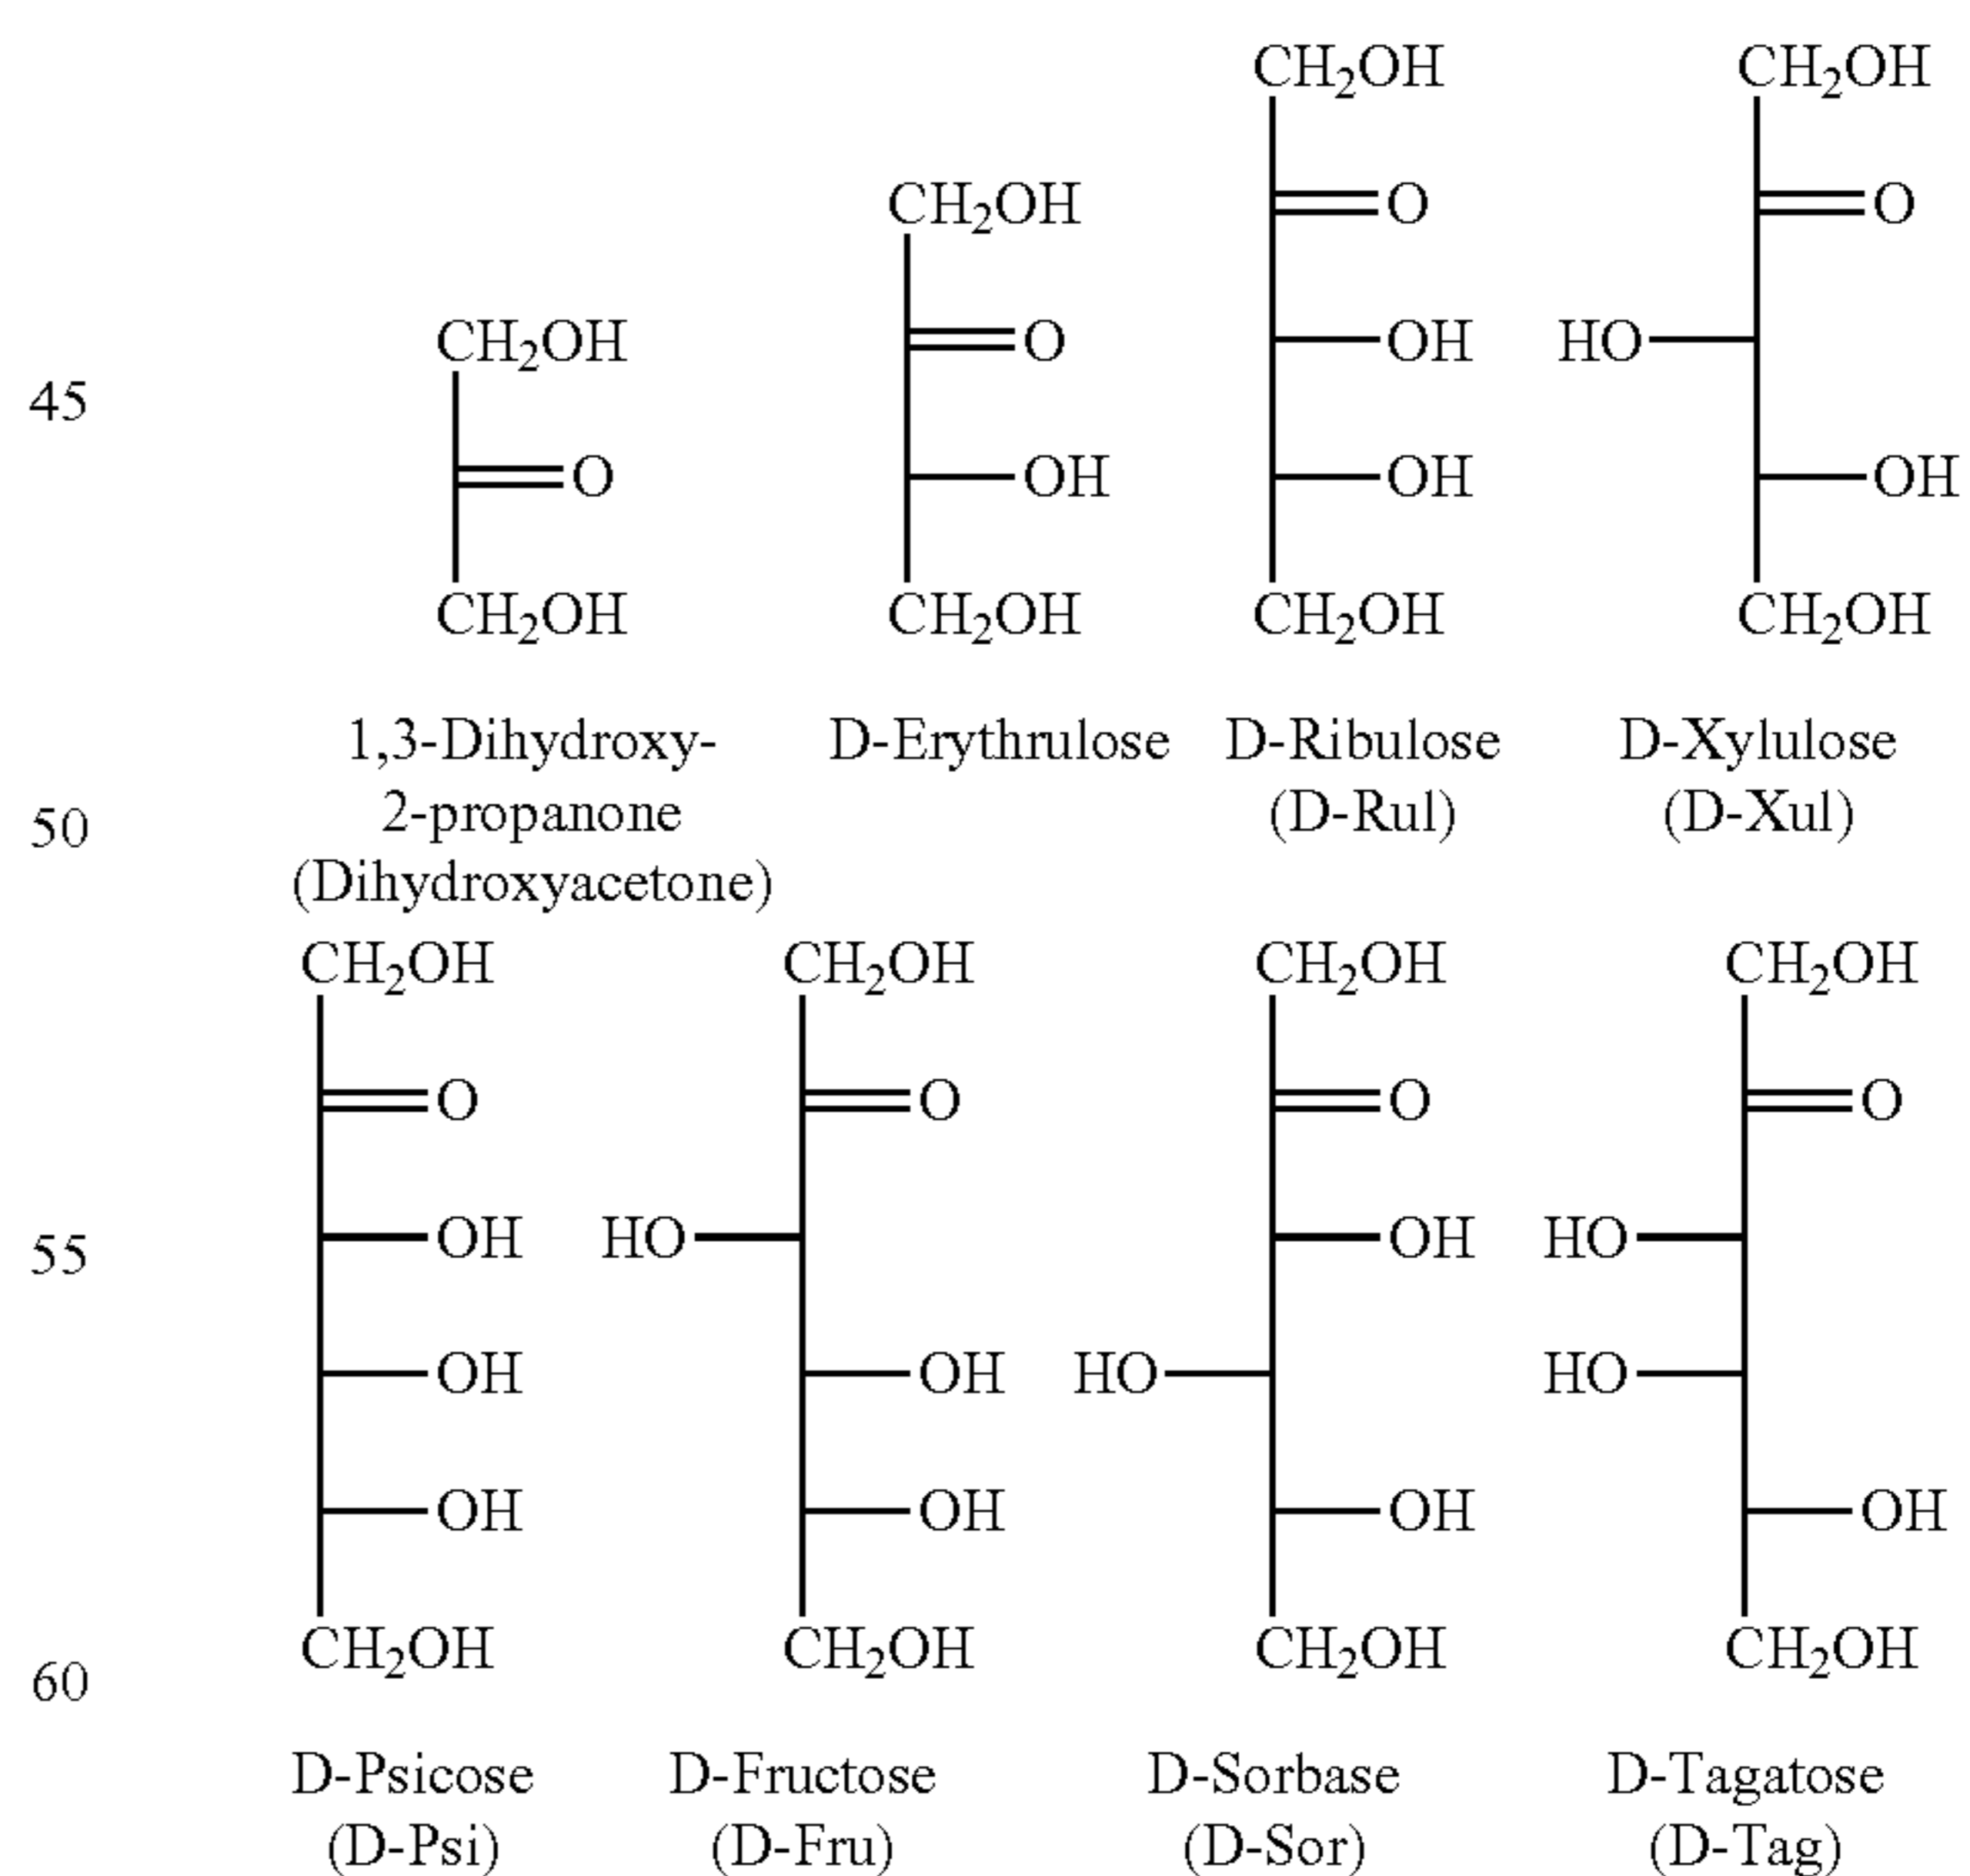 CH2OH CH2OH
CH2OH O O
CH2OH O OH HO
45
O OH OH OH
CH2OH CH2OH CH2OH CH2OH
1,3-Dihydroxy- D-Erythrulose D-Ribulose D-Xylulose
2-propanone (D-Rul) (D-Xul)
50
(Dihydroxyacetone)
CH2OH CH2OH CH2OH CH2OH
O O O O
OH HO OH HO
55
OH OH HO HO
OH OH OH OH
CH2OH CH2OH CH2OH CH2OH
60
D-Psicose D-Fructose D-Sorbase D-Tagatose
(D-Psi) (D-Fru) (D-Sor) (D-Tag)